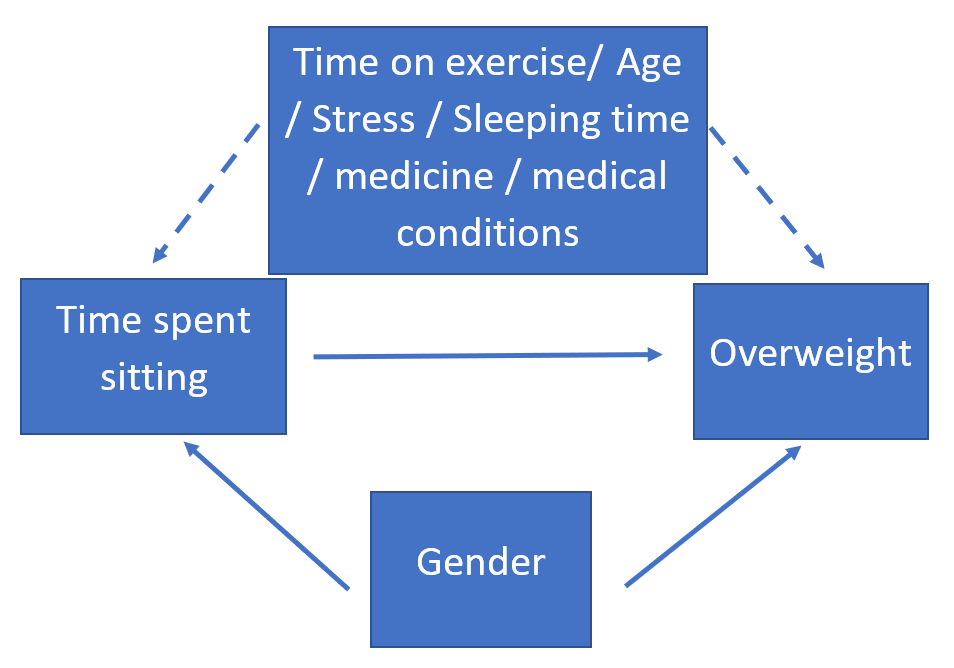 Time on exercise/ Age
/ Stress / Sleeping time
/ medicine / medical
conditions
Time spent
sitting
Overweight
Gender